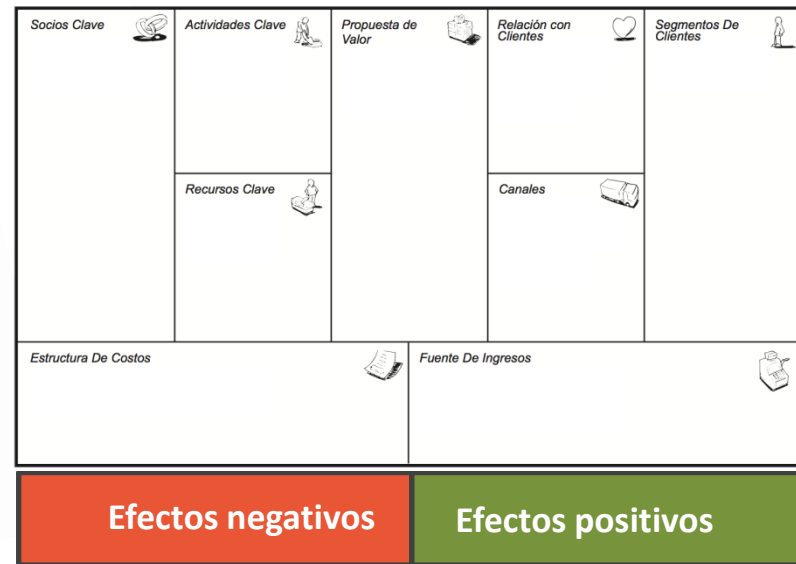 Socios Clave
Actividades Clave
Propuesta de
Valor
Relación con
Clientes
Segmentos De
Clientes
Recursos Clave
Canales
Estructura De Costos
Fuente De Ingresos
Efectos negativos
Efectos positivos